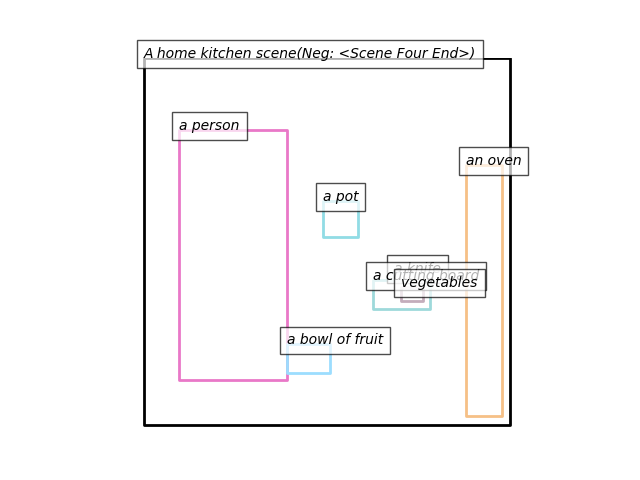 A home kitchen scene(Neg: <Scene Four End>)
a person
an oven
a pot
a knife
a cutting board
vegetables
a bowl of fruit